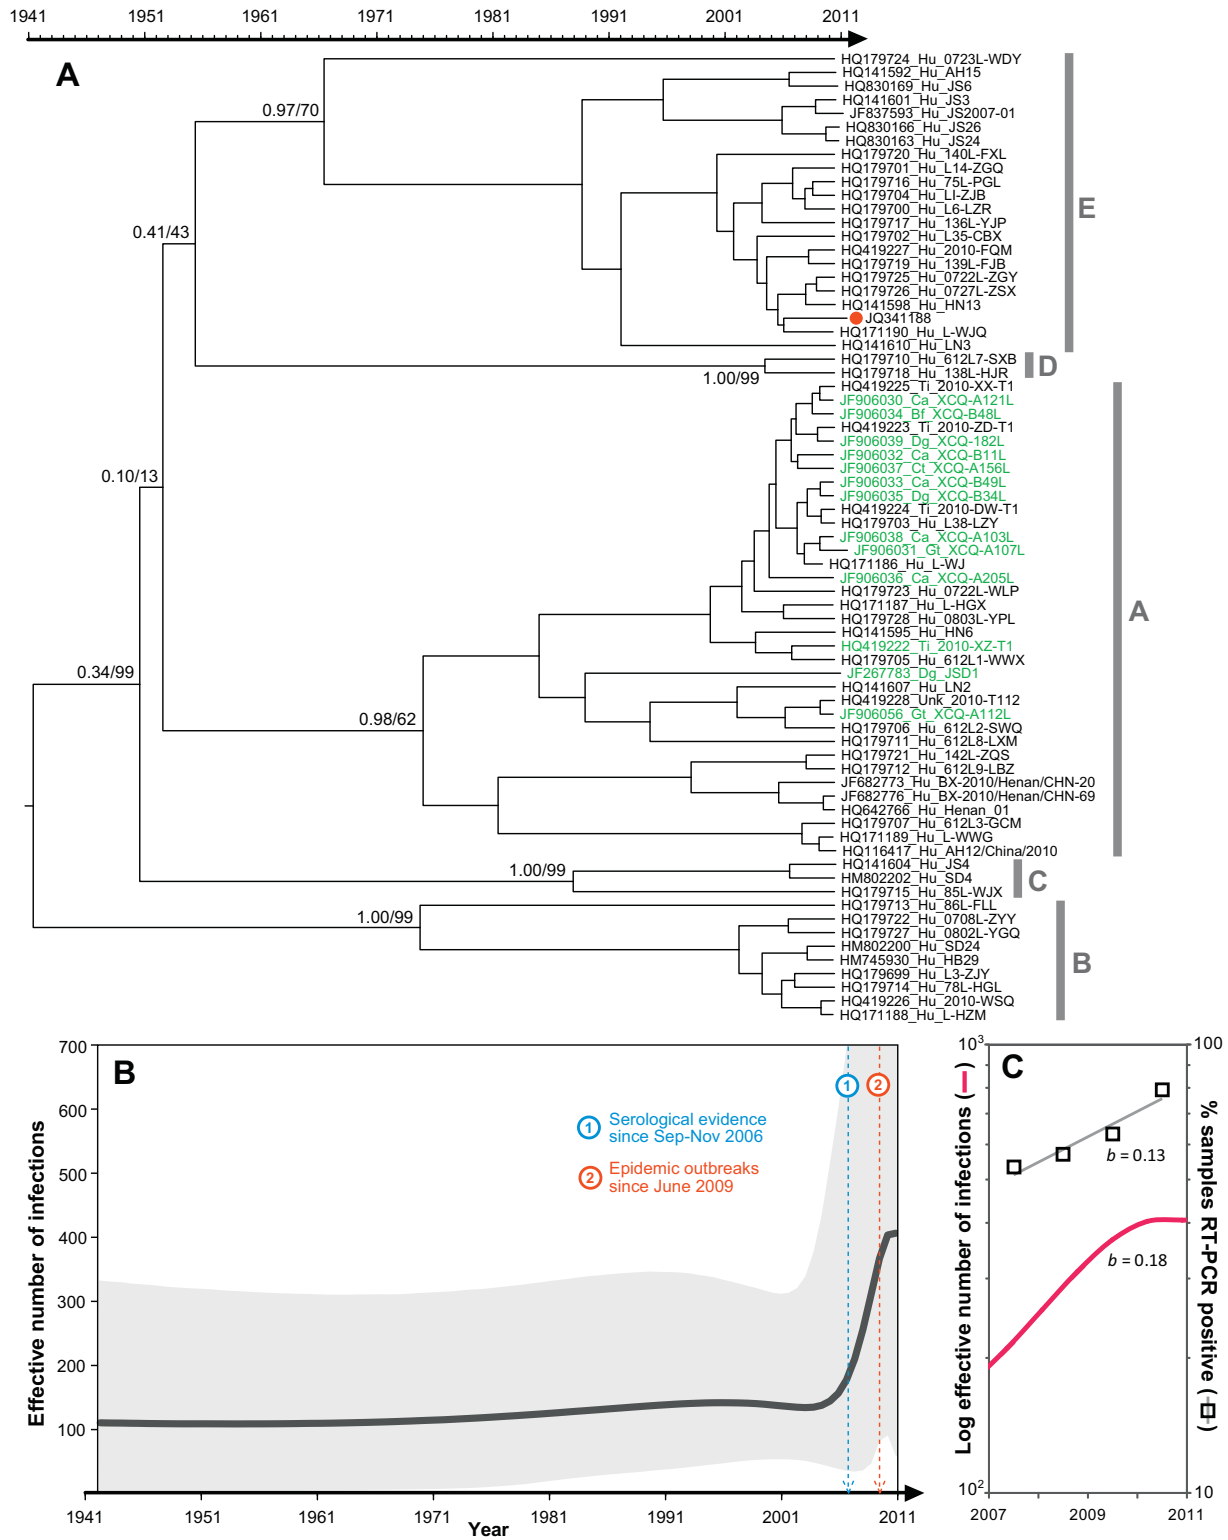 1941 1951 1961 1971 1981 1991 2001 2011
A
HQ179724_Hu_0723L-WDY
HQ141592_Hu_AH15
HQ830169_Hu_JS6
HQ141601_Hu_JS3
JF837593_Hu_JS2007-01
HQ830166_Hu_JS26
HQ830163_Hu_JS24
HQ179720_Hu_140L-FXL
HQ179701_Hu_L14-ZGQ
HQ179716_Hu_75L-PGL
HQ179704_Hu_LI-ZJB
HQ179700_Hu_L6-LZR
HQ179717_Hu_136L-YJP
HQ179702_Hu_L35-CBX
HQ419227_Hu_2010-FQM
HQ179719_Hu_139L-FJB
HQ179725_Hu_0722L-ZGY
HQ179726_Hu_0727L-ZSX
HQ141598_Hu_HN13
JQ341188
HQ171190_Hu_L-WJQ
HQ141610_Hu_LN3
HQ179710_Hu_612L7-SXB
HQ179718_Hu_138L-HJR
HQ419225_Ti_2010-XX-T1
JF906030_Ca_XCQ-A121L
JF906034_Bf_XCQ-B48L
HQ419223_Ti_2010-ZD-T1
JF906039_Dg_XCQ-182L
JF906032_Ca_XCQ-B11L
JF906037_Ct_XCQ-A156L
JF906033_Ca_XCQ-B49L
JF906035_Dg_XCQ-B34L
HQ419224_Ti_2010-DW-T1
HQ179703_Hu_L38-LZY
JF906038_Ca_XCQ-A103L
JF906031_Gt_XCQ-A107L
HQ171186_Hu_L-WJ
JF906036_Ca_XCQ-A205L
HQ179723_Hu_0722L-WLP
HQ171187_Hu_L-HGX
HQ179728_Hu_0803L-YPL
HQ141595_Hu_HN6
HQ419222_Ti_2010-XZ-T1
HQ179705_Hu_612L1-WWX
JF267783_Dg_JSD1
HQ141607_Hu_LN2
HQ419228_Unk_2010-T112
JF906056_Gt_XCQ-A112L
HQ179706_Hu_612L2-SWQ
HQ179711_Hu_612L8-LXM
HQ179721_Hu_142L-ZQS
HQ179712_Hu_612L9-LBZ
JF682773_Hu_BX-2010/Henan/CHN-20
JF682776_Hu_BX-2010/Henan/CHN-69
HQ642766_Hu_Henan_01
HQ179707_Hu_612L3-GCM
HQ171189_Hu_L-WWG
HQ116417_Hu_AH12/China/2010
HQ141604_Hu_JS4
HM802202_Hu_SD4
HQ179715_Hu_85L-WJX
HQ179713_Hu_86L-FLL
HQ179722_Hu_0708L-ZYY
HQ179727_Hu_0802L-YGQ
HM802200_Hu_SD24
HM745930_Hu_HB29
HQ179699_Hu_L3-ZJY
HQ179714_Hu_78L-HGL
HQ419226_Hu_2010-WSQ
HQ171188_Hu_L-HZM
0.97/70
0.41/43
1.00/99
0.10/13
0.34/99
0.98/62
1.00/99
1.00/99
E
D
A
C
B
B
700
600
500
400
300
200
100
Effective number of infections
1
2
1 Serological evidence
since Sep-Nov 2006
2 Epidemic outbreaks
since June 2009
1941 1951 1961 1971 1981 1991 2001 2011
Year
C
10³
10²
Log effective number of infections ( )
100
10
% samples RT-PCR positive ( )
b = 0.13
b = 0.18
2007 2009 2011